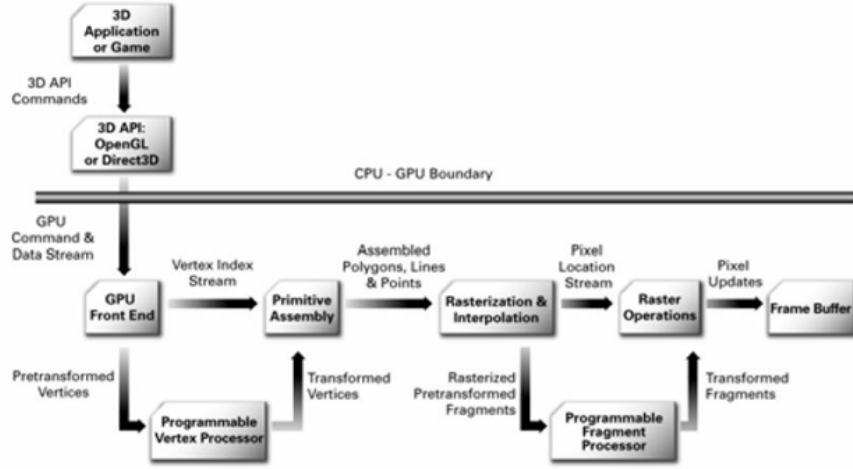 3D
Application
or Game
3D API
Commands
3D API:
OpenGL
or Direct3D
CPU - GPU Boundary
GPU
Command &
Data Stream
GPU
Front End
Vertex Index
Stream
Primitive
Assembly
Assembled
Polygons, Lines
& Points
Rasterization &
Interpolation
Pixel
Location
Stream
Raster
Operations
Pixel
Updates
Frame Buffer
Pretransformed
Vertices
Programmable
Vertex Processor
Transformed
Vertices
Rasterized
Pretransformed
Fragments
Programmable
Fragment
Processor
Transformed
Fragments